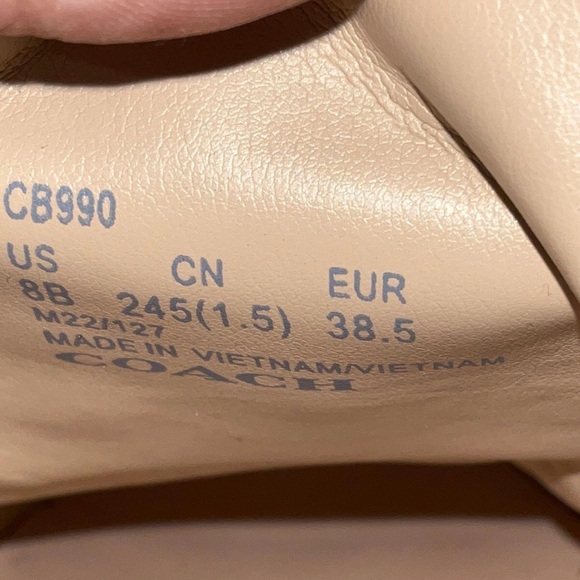 CB990
US CN EUR
8B 245(1.5) 38.5
M22/127
MADE IN VIETNAM/VIETNAM
COACH